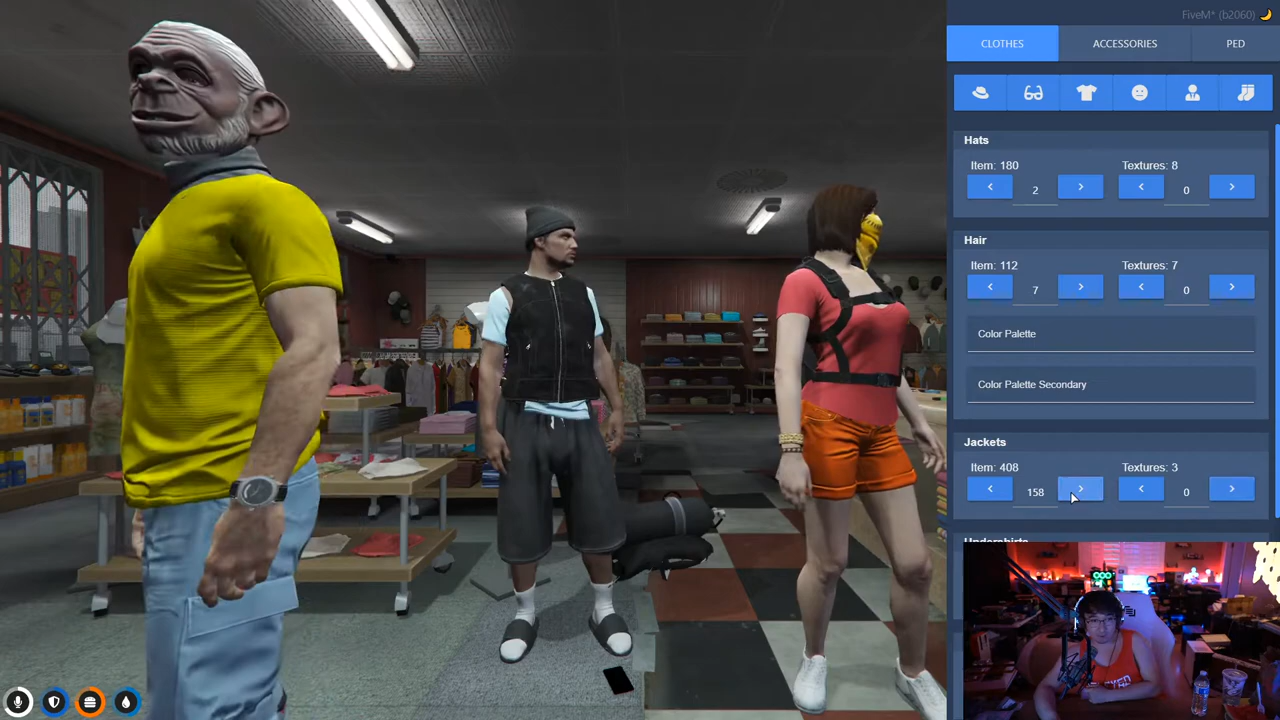 FiveM* (b2060)
CLOTHES ACCESSORIES PED
Hats
Item: 180 Textures: 8
< 2 > < 0 >
Hair
Item: 112 Textures: 7
< 7 > < 0 >
Color Palette
Color Palette Secondary
Jackets
Item: 408 Textures: 3
< 158 > < 0 >
Undershirts